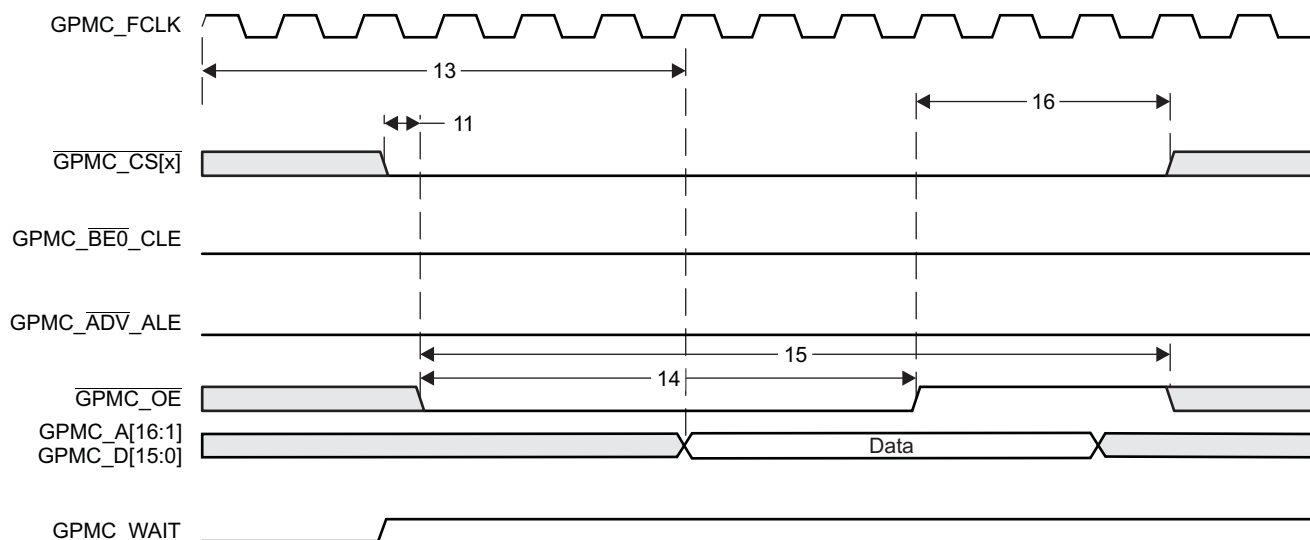 GPMC_FCLK
13
16
11
GPMC_CS[x]
GPMC_BE0_CLE
GPMC_ADV_ALE
15
14
GPMC_OE
GPMC_A[16:1]
GPMC_D[15:0]
Data
GPMC_WAIT